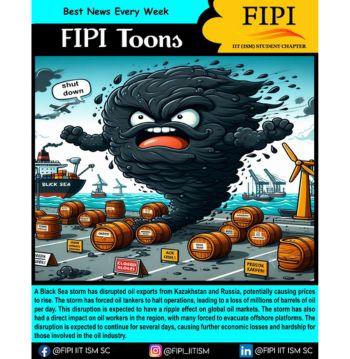 Best News Every Week
FIPI
FIPI Toons
IIT (ISM) STUDENT CHAPTER
shut
down
BLICK SEA
CLOSED
A Black Sea storm has disrupted oil exports from Kazakhstan and Russia, potentially causing prices
to rise. The storm has forced oil tankers to halt operations, leading to a loss of millions of barrels of oil
per day. This disruption is expected to have a ripple effect on global oil markets. The storm has also
had a direct impact on oil workers in the region, with many forced to evacuate offshore platforms. The
disruption is expected to continue for several days, causing further economic losses and hardship for
those involved in the oil industry.
@FIPI IIT ISM SC
@FIPI_IITISM
@FIPI IIT ISM SC